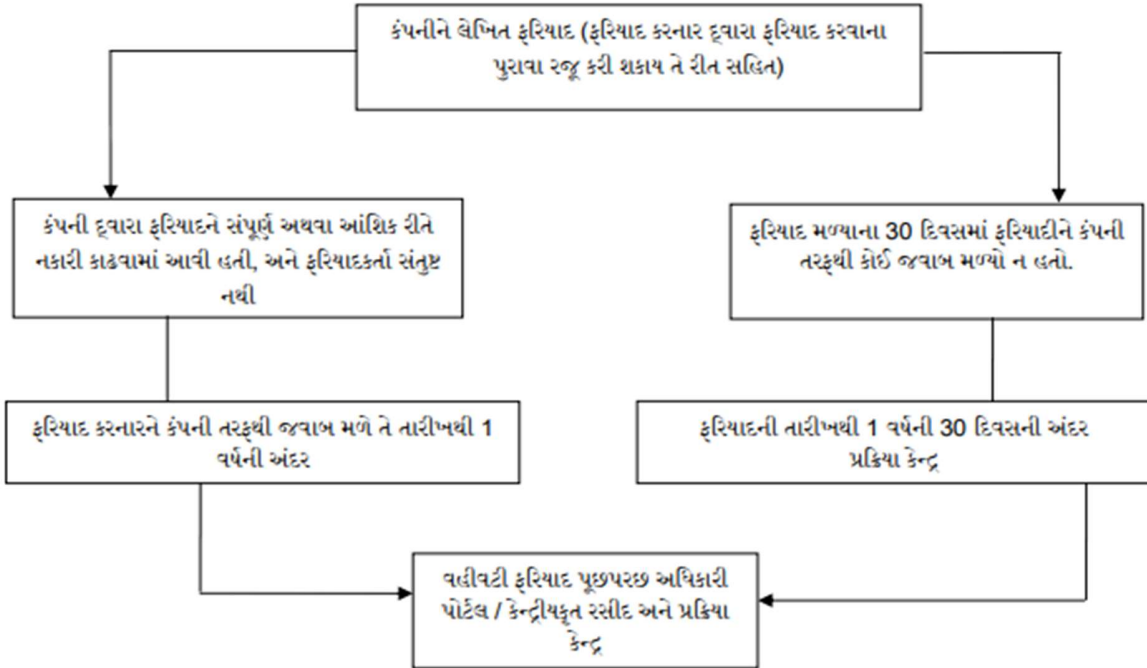 કંપનીને લેખિત ફરિયાદ (ફરિયાદ કરનાર દ્વારા ફરિયાદ કરવાના
પુરાવા રજૂ કરી શકાય તે રીત સહિત)
કંપની દ્વારા ફરિયાદને સંપૂર્ણ અથવા આંશિક રીતે
નકારી કાઢવામાં આવી હતી, અને ફરિયાદકર્તા સંતુષ્ટ
નથી
ફરિયાદ મળ્યાના 30 દિવસમાં ફરિયાદીને કંપની
તરફથી કોઈ જવાબ મળ્યો ન હતો.
ફરિયાદ કરનારને કંપની તરફથી જવાબ મળે તે તારીખથી 1
વર્ષની અંદર
ફરિયાદની તારીખથી 1 વર્ષની 30 દિવસની અંદર
પ્રક્રિયા કેન્દ્ર
વહીવટી ફરિયાદ પૂછપરછ અધિકારી
પોર્ટલ / કેન્દ્રીયકૃત રસીદ અને પ્રક્રિયા
કેન્દ્ર